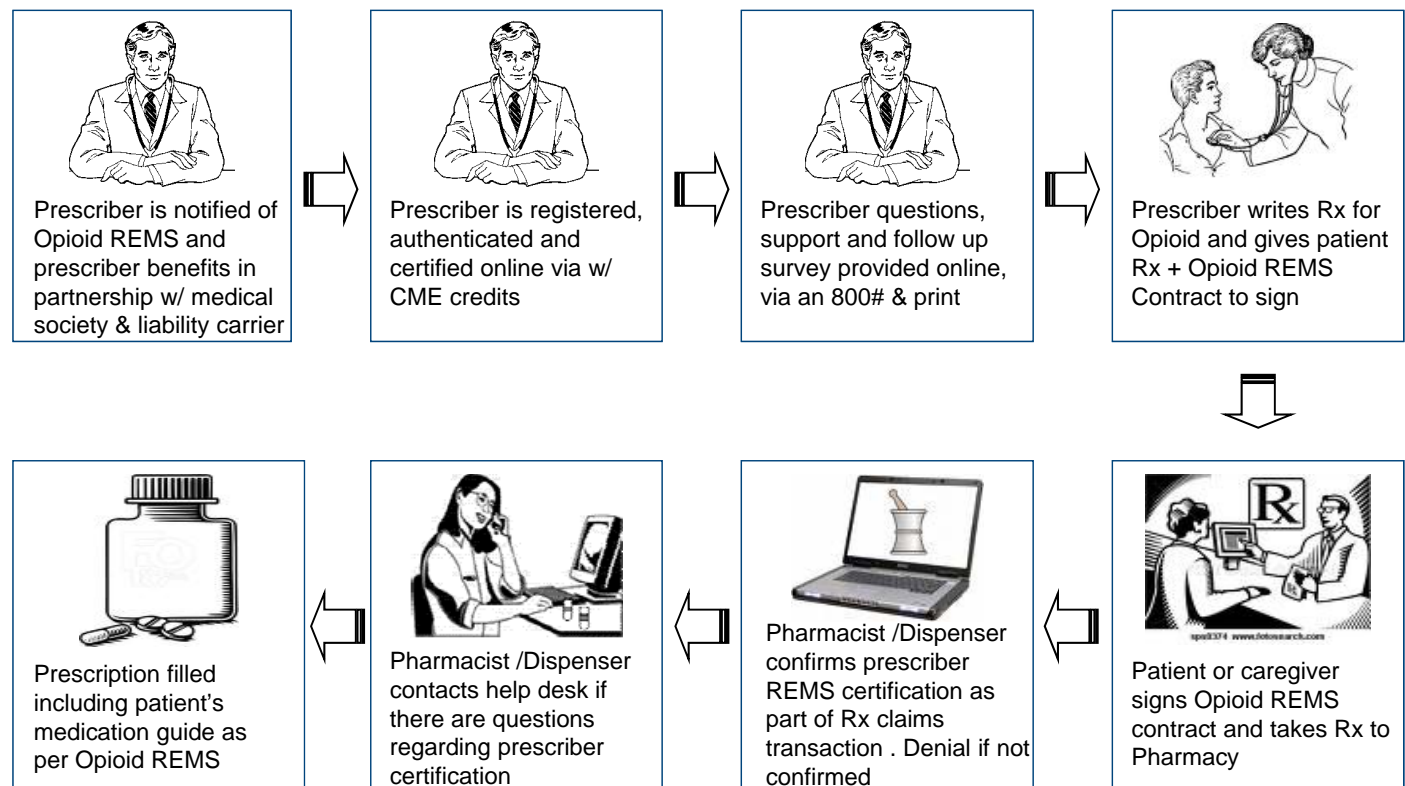 Prescriber is notified of
Opioid REMS and
prescriber benefits in
partnership w/ medical
society & liability carrier
Prescriber is registered,
authenticated and
certified online via w/
CME credits
Prescriber questions,
support and follow up
survey provided online,
via an 800# & print
Prescriber writes Rx for
Opioid and gives patient
Rx + Opioid REMS
Contract to sign
Rx
spa0374 www.fotosearch.com
Patient or caregiver
signs Opioid REMS
contract and takes Rx to
Pharmacy
Pharmacist /Dispenser
confirms prescriber
REMS certification as
part of Rx claims
transaction . Denial if not
confirmed
Pharmacist /Dispenser
contacts help desk if
there are questions
regarding prescriber
certification
Prescription filled
including patient’s
medication guide as
per Opioid REMS